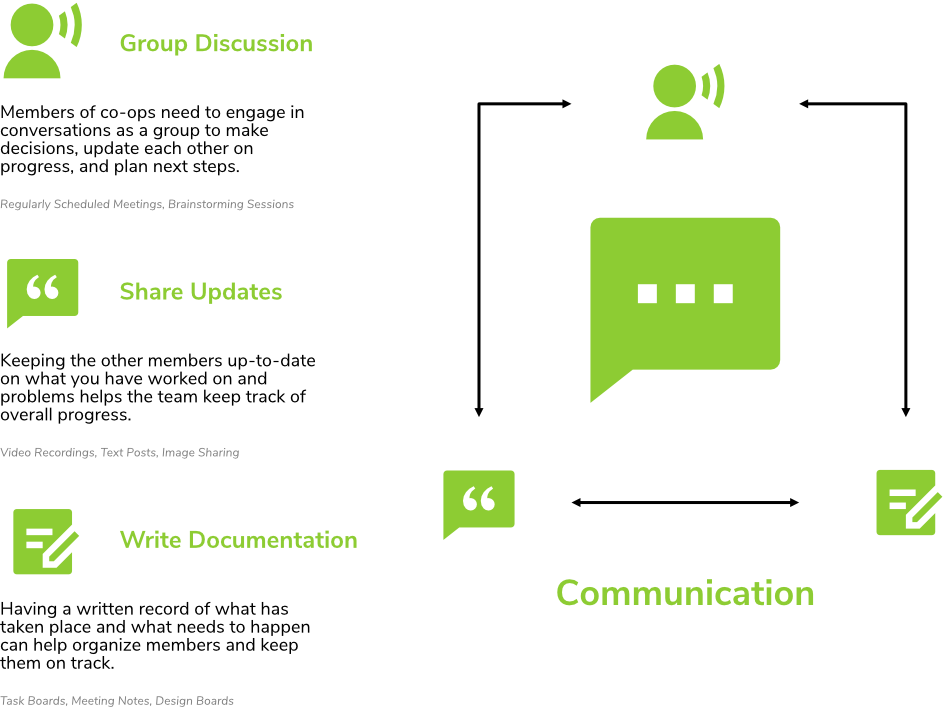 Group Discussion
Members of co-ops need to engage in
conversations as a group to make
decisions, update each other on
progress, and plan next steps.
Regularly Scheduled Meetings, Brainstorming Sessions
Share Updates
Keeping the other members up-to-date
on what you have worked on and
problems helps the team keep track of
overall progress.
Video Recordings, Text Posts, Image Sharing
Write Documentation
Having a written record of what has
taken place and what needs to happen
can help organize members and keep
them on track.
Task Boards, Meeting Notes, Design Boards
Communication